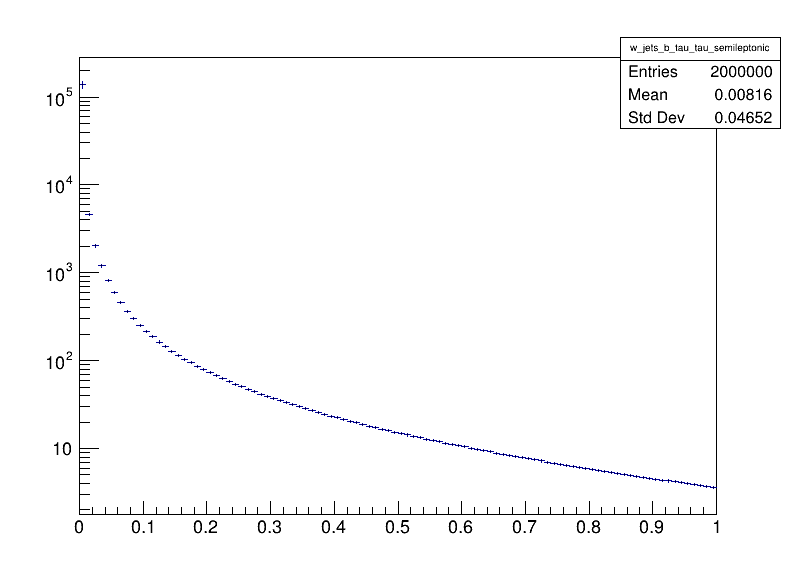 w_jets_b_tau_tau_semileptonic
Entries 2000000
Mean 0.00816
Std Dev 0.04652
10^5
10^4
10^3
10^2
10
0 0.1 0.2 0.3 0.4 0.5 0.6 0.7 0.8 0.9 1